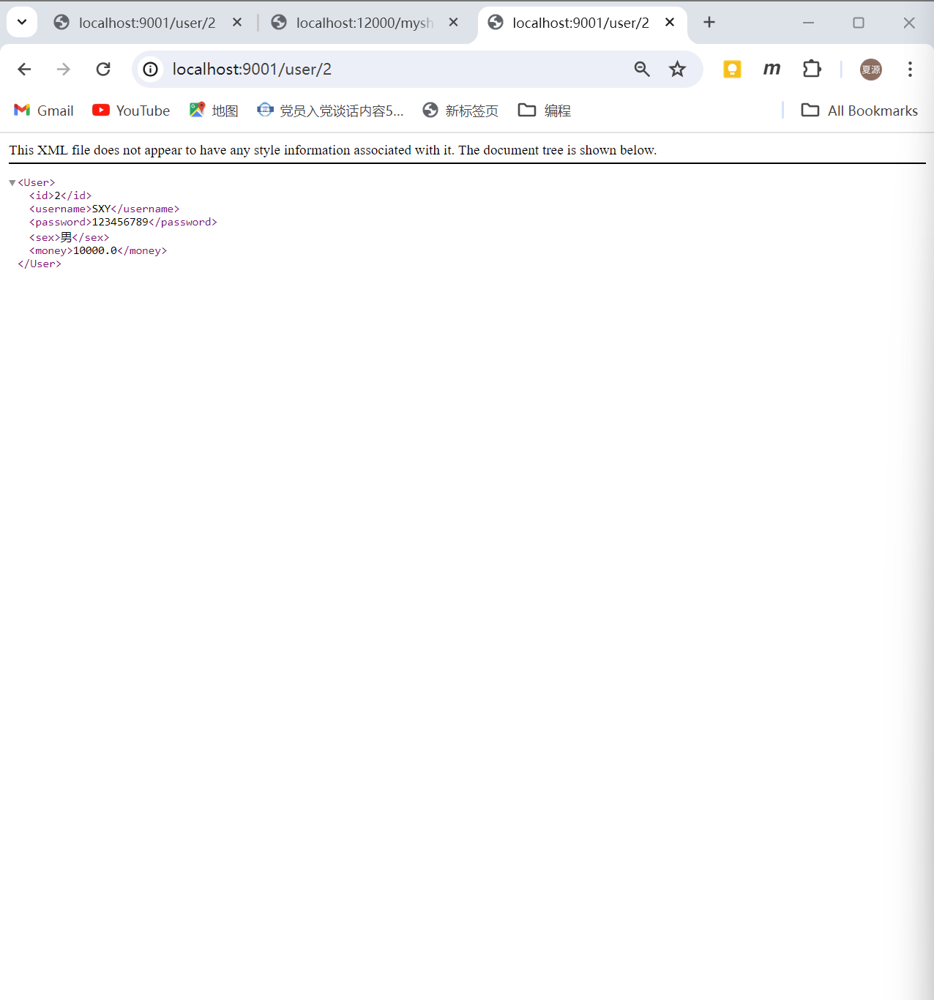 localhost:9001/user/2
localhost:12000/mysh
localhost:9001/user/2
localhost:9001/user/2
m
夏源
Gmail
YouTube
地图
党员入党谈话内容5...
新标签页
编程
All Bookmarks
This XML file does not appear to have any style information associated with it. The document tree is shown below.
<User>
<id>2</id>
<username>SXY</username>
<password>123456789</password>
<sex>男</sex>
<money>10000.0</money>
</User>